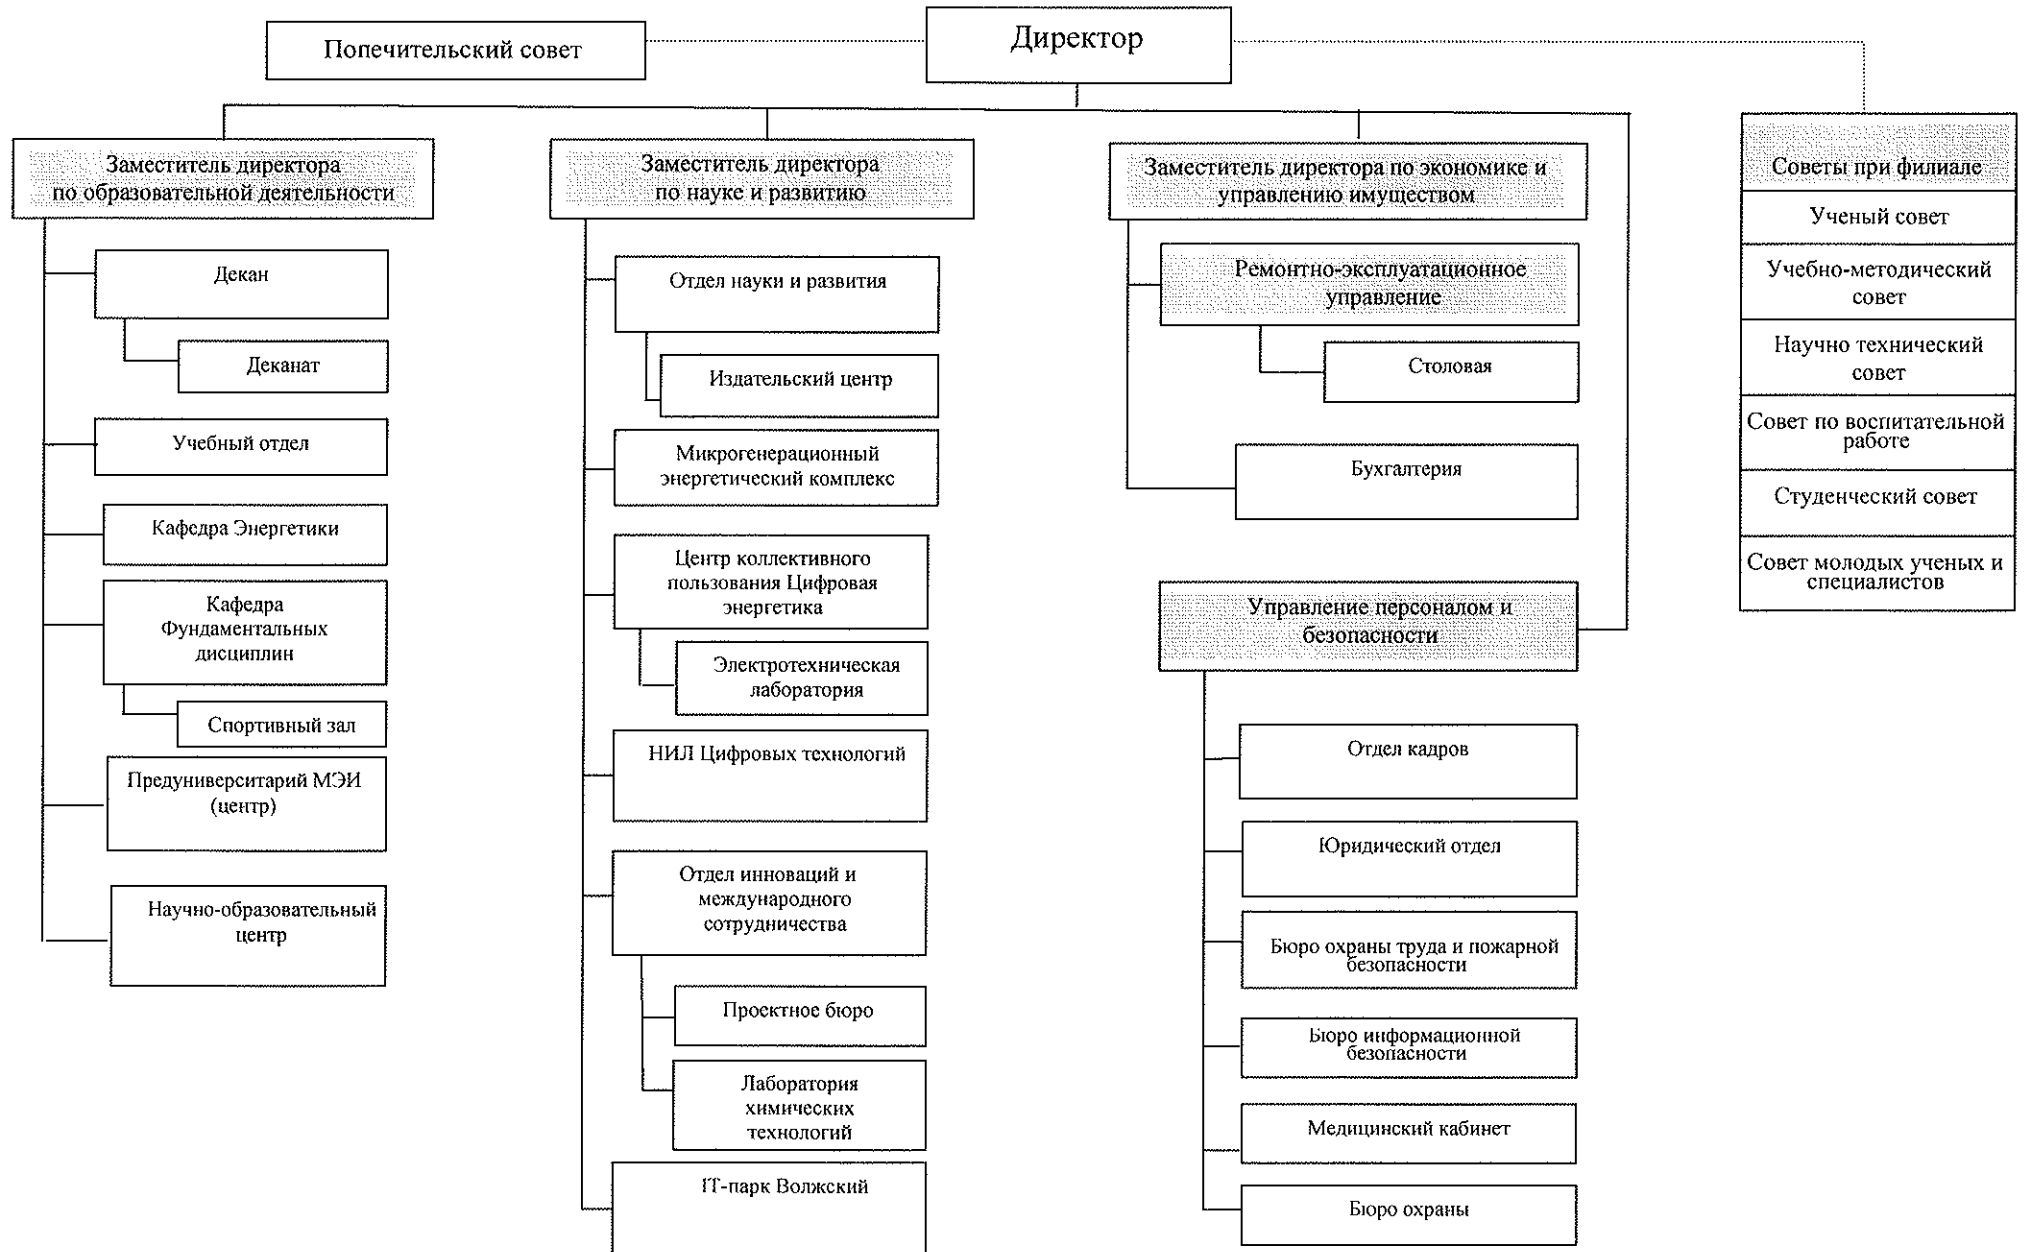 Попечительский совет
Директор
Заместитель директора
по образовательной деятельности
Декан
Деканат
Учебный отдел
Кафедра Энергетики
Кафедра
Фундаментальных
дисциплин
Спортивный зал
Предуниверситарий МЭИ
(центр)
Научно-образовательный
центр
Заместитель директора
по науке и развитию
Отдел науки и развития
Издательский центр
Микрогенерационный
энергетический комплекс
Центр коллективного
пользования Цифровая
энергетика
Электротехническая
лаборатория
НИЛ Цифровых технологий
Отдел инноваций и
международного
сотрудничества
Проектное бюро
Лаборатория
химических
технологий
IT-парк Волжский
Заместитель директора по экономике и
управлению имуществом
Ремонтно-эксплуатационное
управление
Столовая
Бухгалтерия
Управление персоналом и
безопасности
Отдел кадров
Юридический отдел
Бюро охраны труда и пожарной
безопасности
Бюро информационной
безопасности
Медицинский кабинет
Бюро охраны
Советы при филиале
Ученый совет
Учебно-методический
совет
Научно технический
совет
Совет по воспитательной
работе
Студенческий совет
Совет молодых ученых и
специалистов